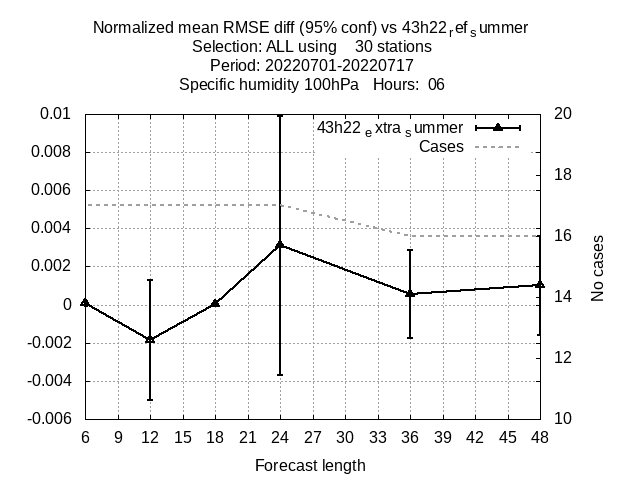 Normalized mean RMSE diff (95% conf) vs 43h22refsummer
Selection: ALL using 30 stations
Period: 20220701-20220717
Specific humidity 100hPa Hours: 06
43h22extrasummer
Cases
0.01
0.008
0.006
0.004
0.002
0
-0.002
-0.004
-0.006
20
18
16
14
12
10
No cases
6 9 12 15 18 21 24 27 30 33 36 39 42 45 48
Forecast length